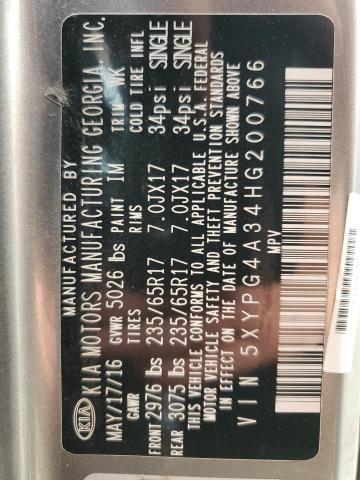 MANUFACTURED BY
KIA KIA MOTORS MANUFACTURING GEORGIA, INC.
MAY/17/16 GVWR 5026 lbs PAINT IM TRIM MK
GAWR TIRES RIMS COLD TIRE INFL
FRONT 2976 lbs 235/65R17 7.0JX17 34psi SINGLE
REAR 3075 lbs 235/65R17 7.0JX17 34psi SINGLE
THIS VEHICLE CONFORMS TO ALL APPLICABLE U.S.A. FEDERAL
MOTOR VEHICLE SAFETY AND THEFT PREVENTION STANDARDS
IN EFFECT ON THE DATE OF MANUFACTURE SHOWN ABOVE
VIN 5XYPG4A34HG200766
MPV